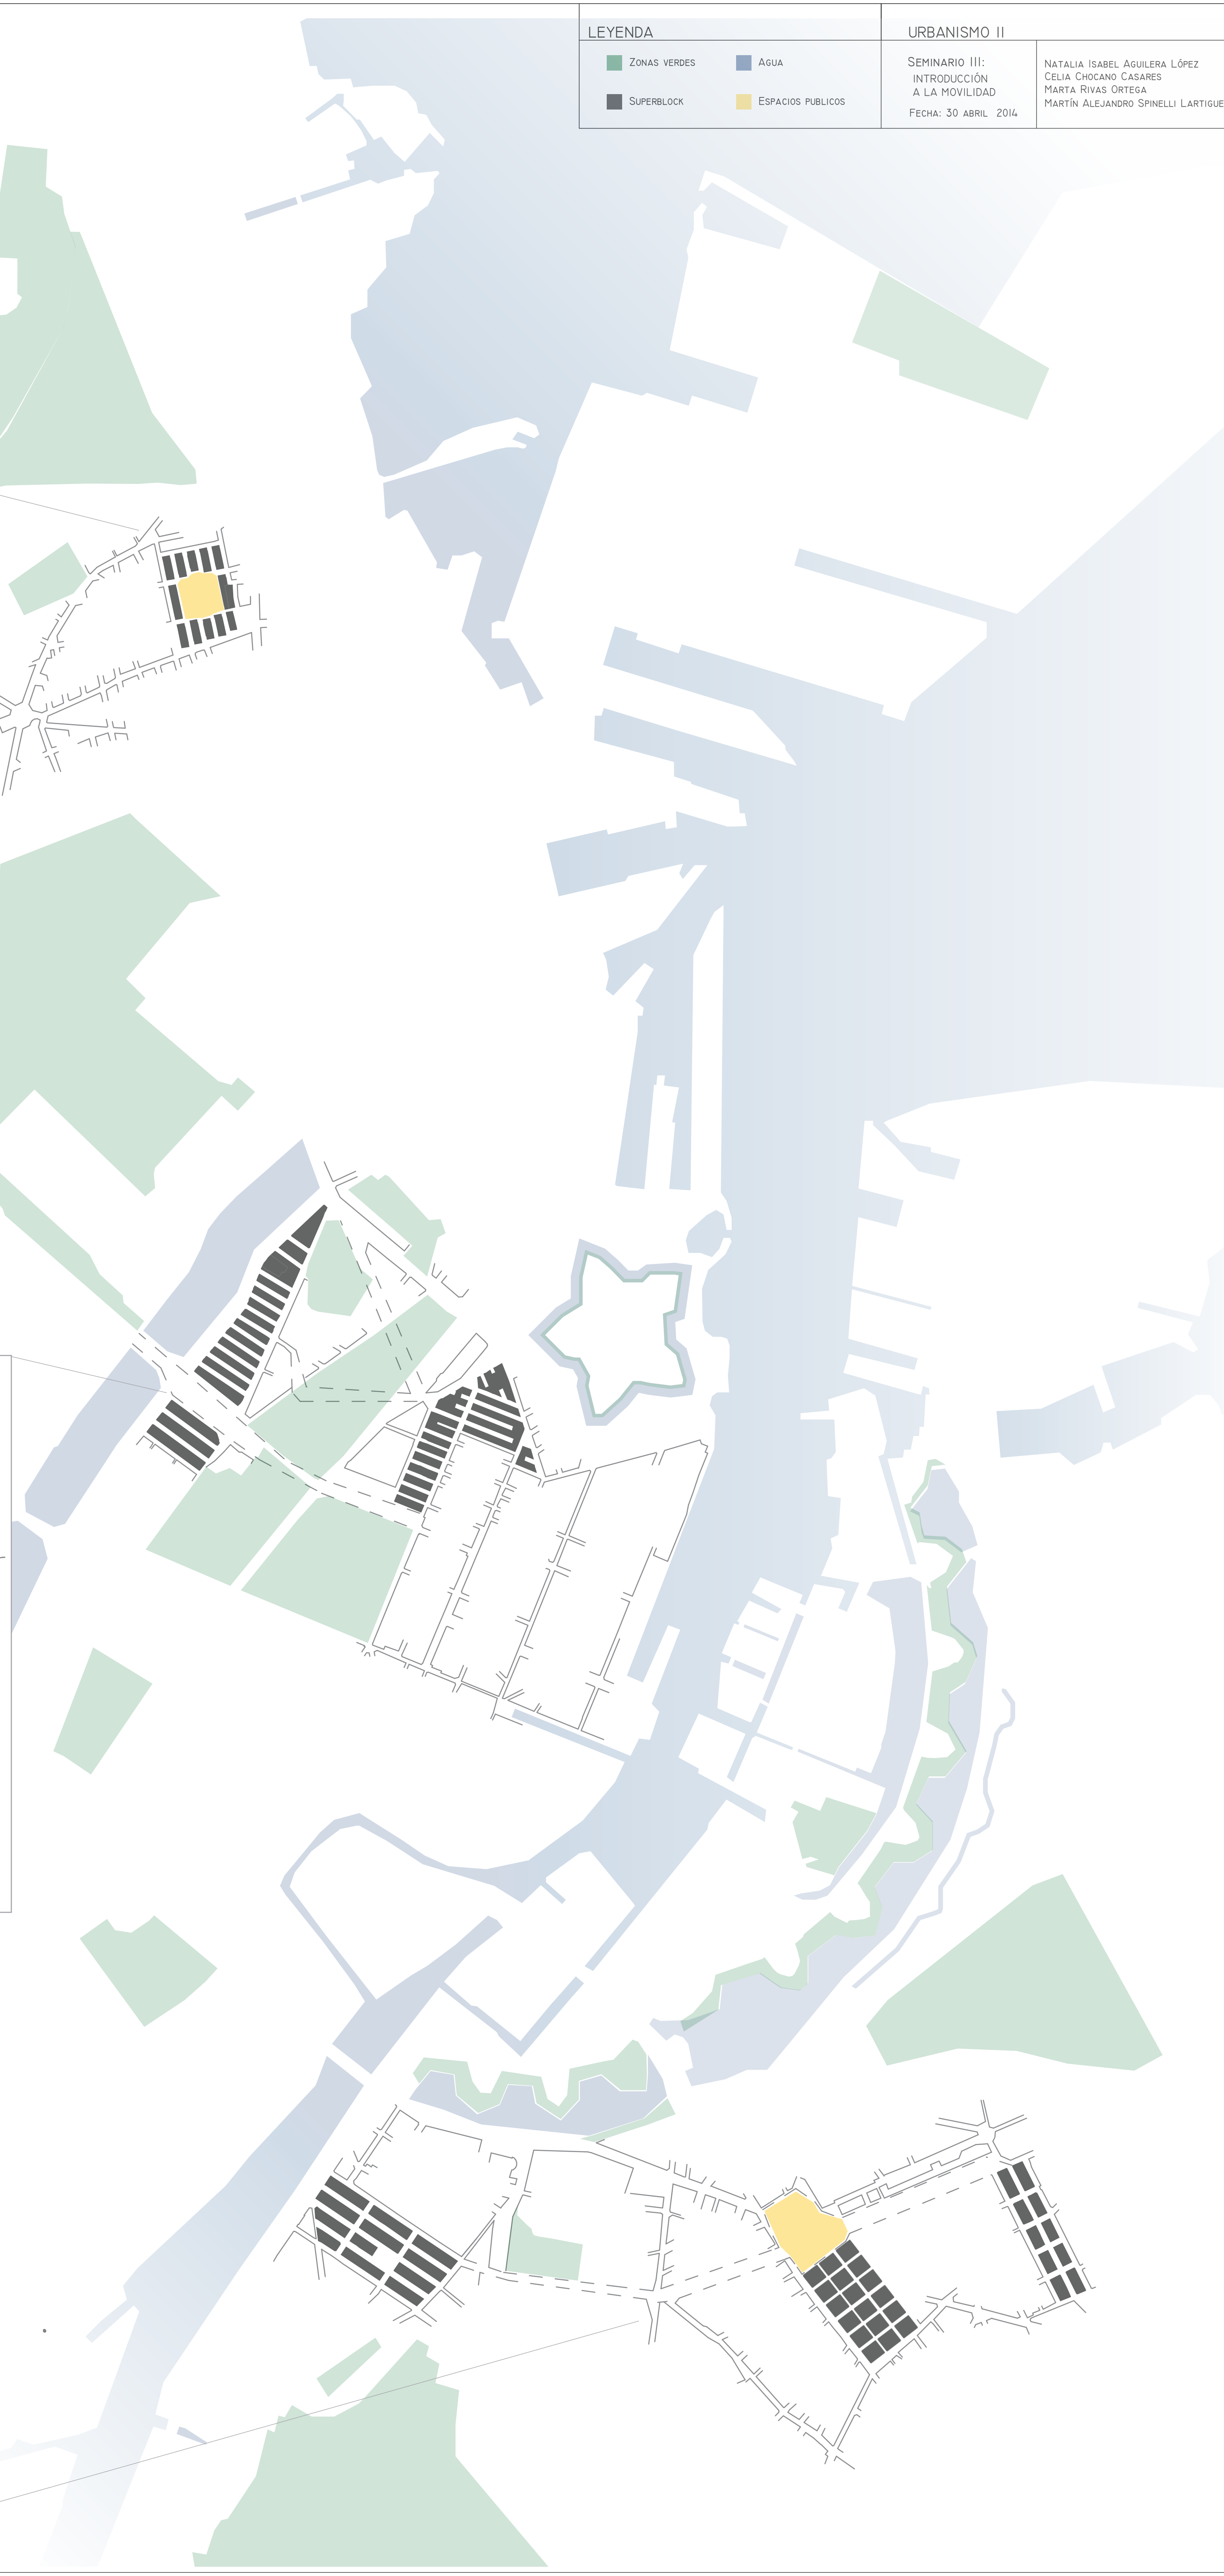 LEYENDA
ZONAS VERDES
AGUA
SUPERBLOCK
ESPACIOS PUBLICOS
URBANISMO II
SEMINARIO III:
INTRODUCCIÓN
A LA MOVILIDAD
FECHA: 30 ABRIL 2014
NATALIA ISABEL AGUILERA LÓPEZ
CELIA CHOCANO CASARES
MARTA RIVAS ORTEGA
MARTÍN ALEJANDRO SPINELLI LARTIGUE